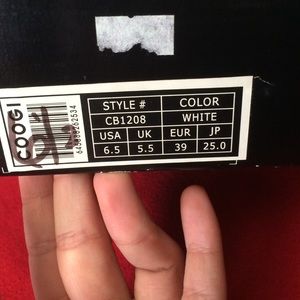 COOGI
STYLE # COLOR
CB1208 WHITE
USA UK EUR JP
6.5 5.5 39 25.0